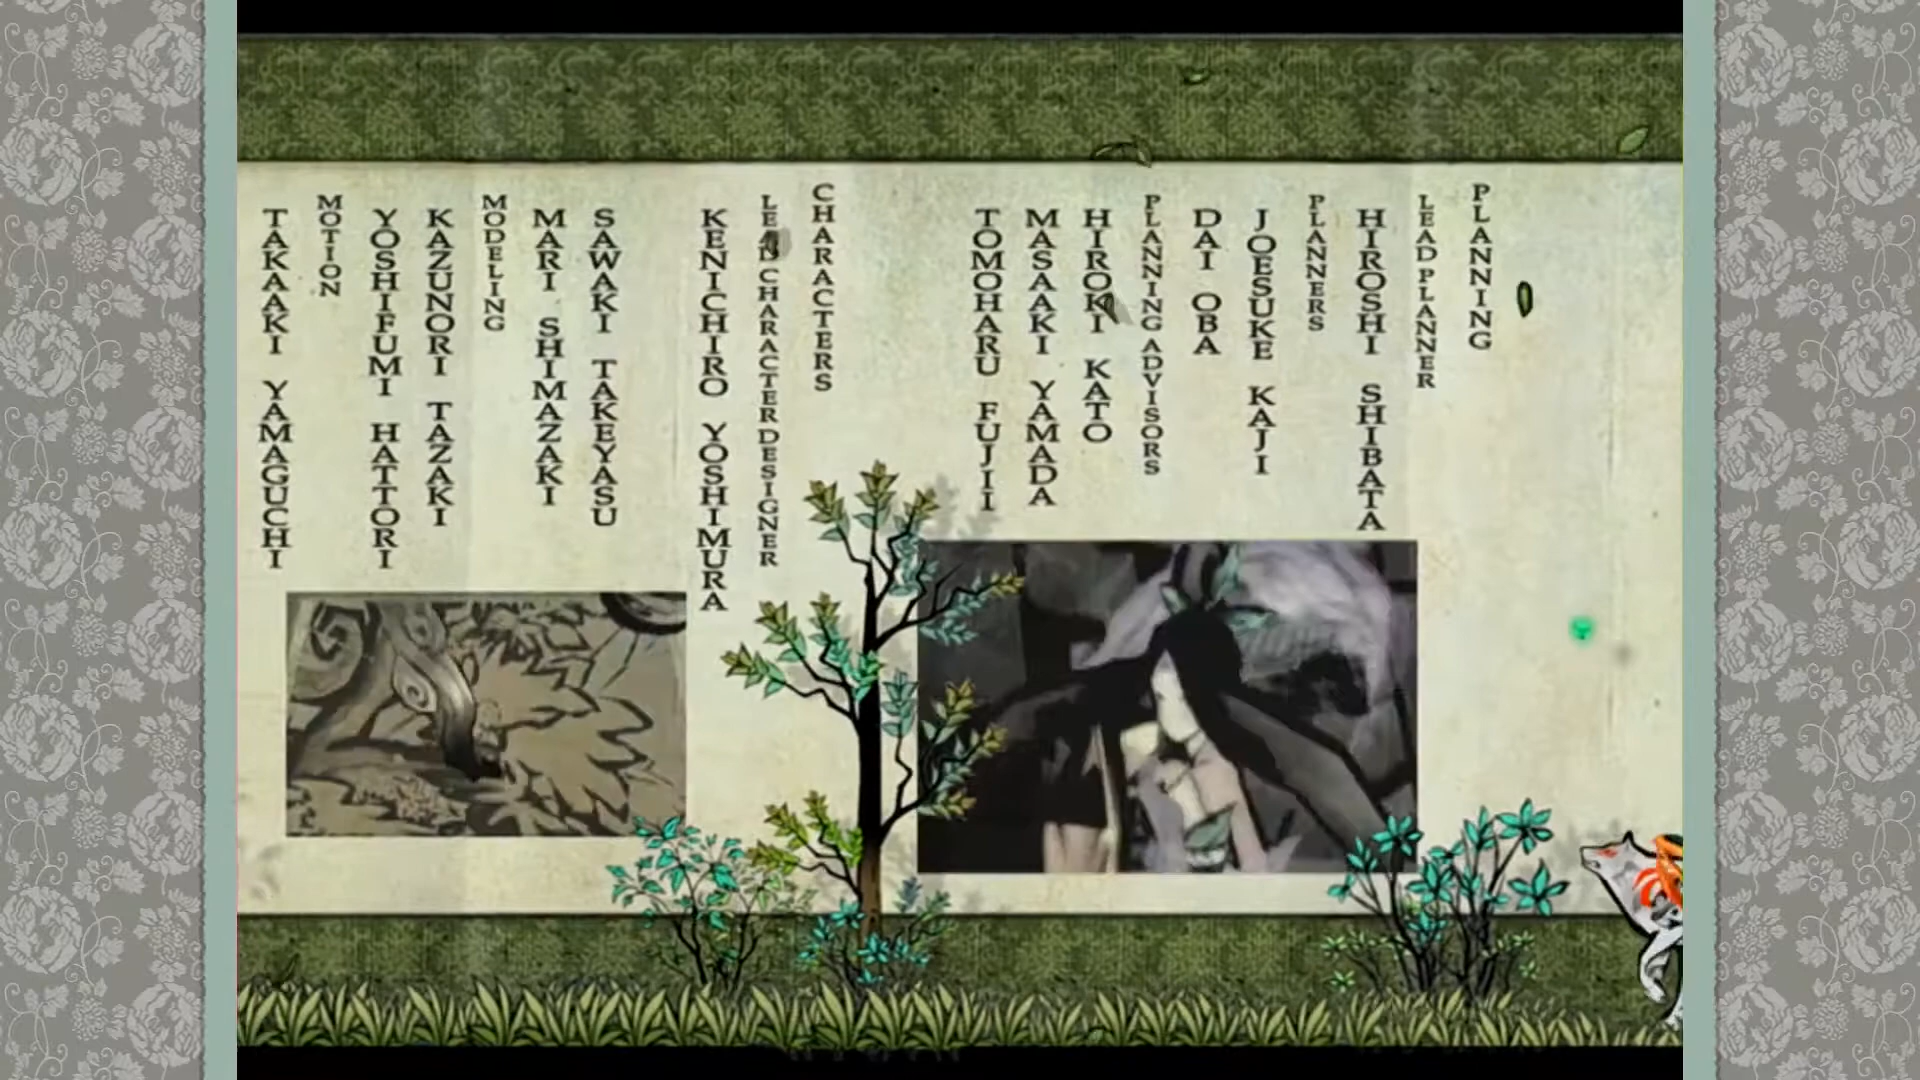 PLANNING
LEAD PLANNER
HIROSHI SHIBATA
PLANNERS
JOESUKE KAJI
DAI OBA
PLANNING ADVISORS
HIROKI KATO
MASAAKI YAMADA
TOMOHARU FUJII
CHARACTERS
LEAD CHARACTER DESIGNER
KENICHIRO YOSHIMURA
SAWAKI TAKEYASU
MARI SHIMAZAKI
MODELING
KAZUNORI TAZAKI
YOSHIFUMI HATTORI
MOTION
TAKAAKI YAMAGUCHI